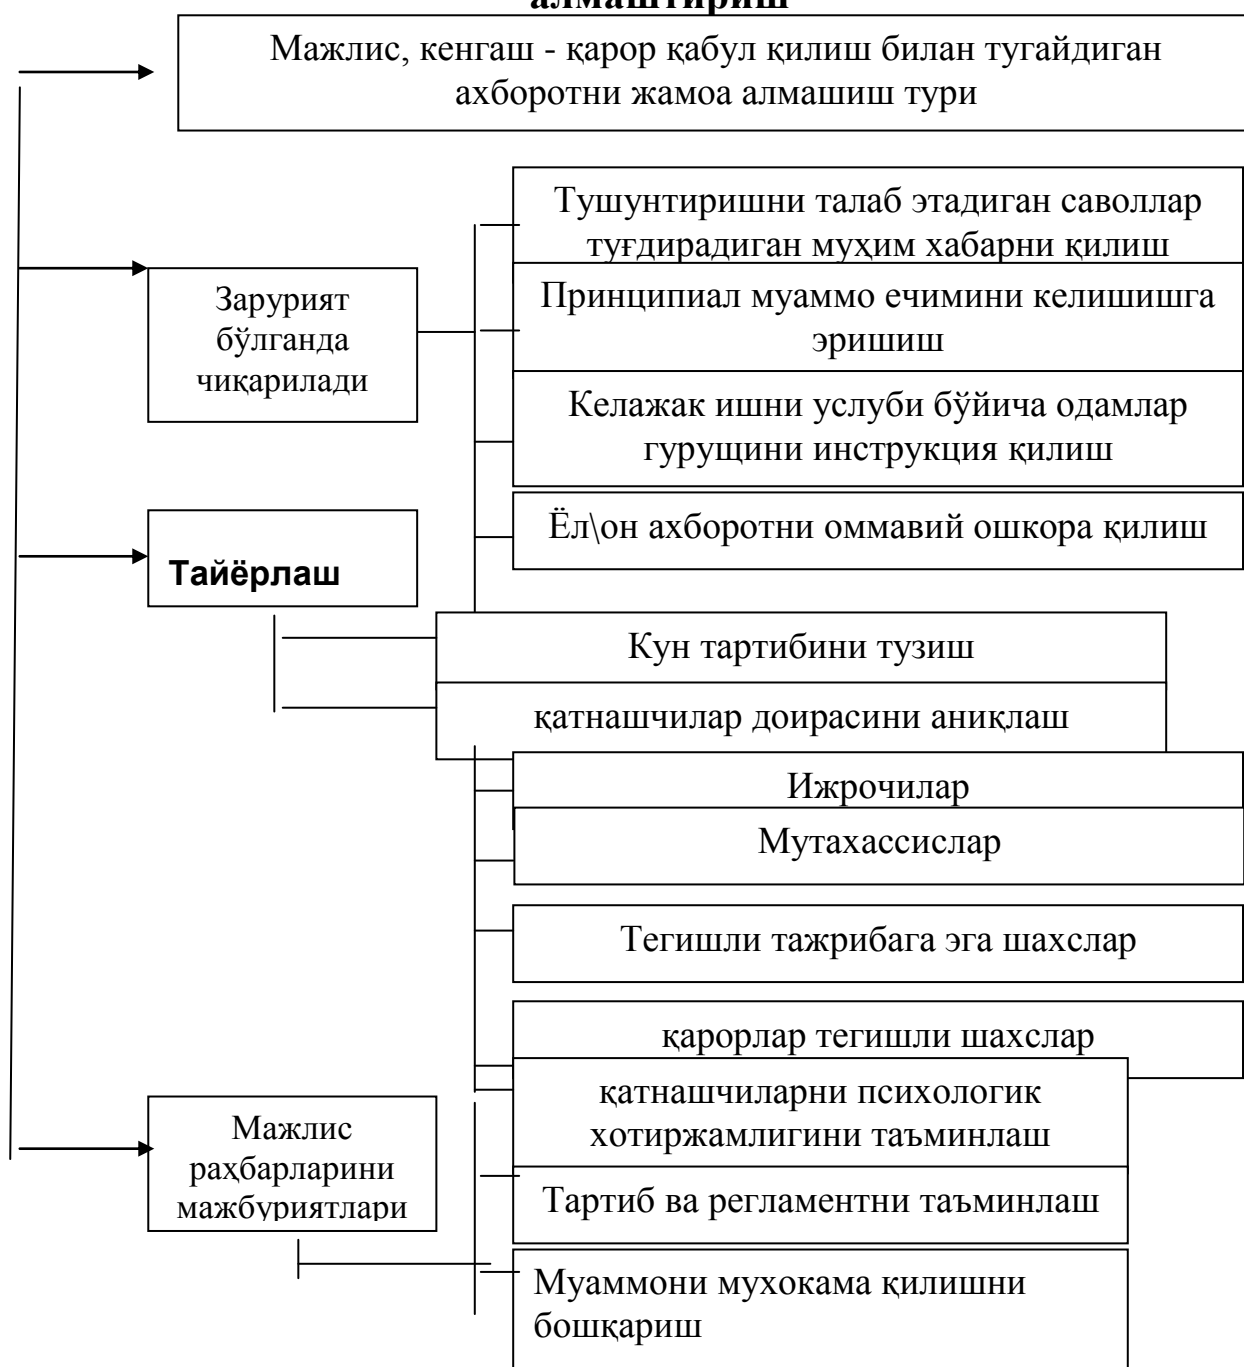 алмаштириш
Мажлис, кенгаш - қарор қабул қилиш билан тугайдиган
ахборотни жамоа алмашиш тури
Тушунтиришни талаб этадиган саволлар
туғдирадиган муҳим хабарни қилиш
Зарурият
бўлганда
чиқарилади
Принципиал муаммо ечимини келишишга
эришиш
Келажак ишни услуби бўйича одамлар
гурущини инструкция қилиш
Ёл\он ахборотни оммавий ошкора қилиш
Тайёрлаш
Кун тартибини тузиш
қатнашчилар доирасини аниқлаш
Ижрочилар
Мутахассислар
Тегишли тажрибага эга шахслар
қарорлар тегишли шахслар
қатнашчиларни психологик
хотиржамлигини таъминлаш
Мажлис
раҳбарларини
мажбуриятлари
Тартиб ва регламентни таъминлаш
Муаммони мухокама қилишни
бошқариш